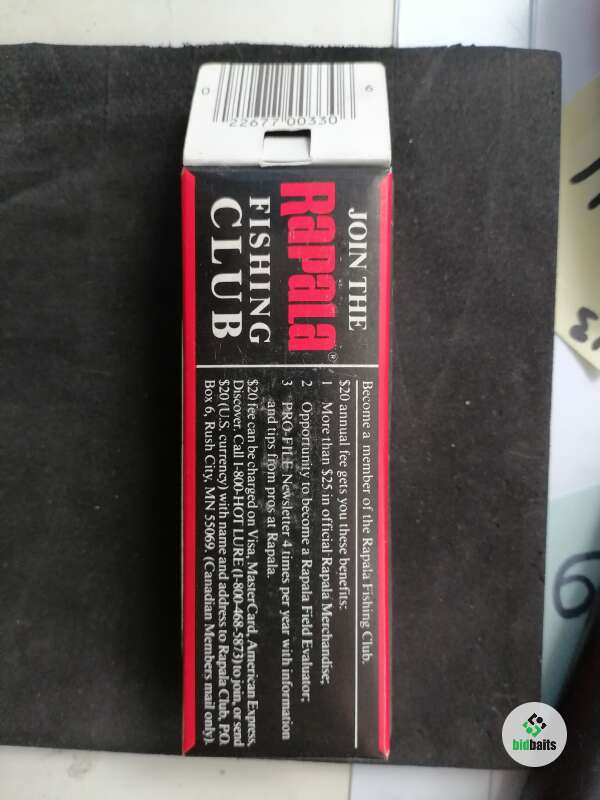 0 22677 00330 6
JOIN THE
Rapala®
FISHING
CLUB
Become a member of the Rapala Fishing Club.
$20 annual fee gets you these benefits:
1 More than $25 in official Rapala Merchandise;
2 Opportunity to become a Rapala Field Evaluator;
3 PRO-FILE Newsletter 4 times per year with information
and tips from pros at Rapala.
$20 fee can be charged on Visa, MasterCard, American Express,
Discover. Call 1-800-HOT LURE (1-800-468-5873) to join, or send
$20 (U.S. currency) with name and address to Rapala Club, P.O.
Box 6, Rush City, MN 55069. (Canadian Members mail only).
bidbaits